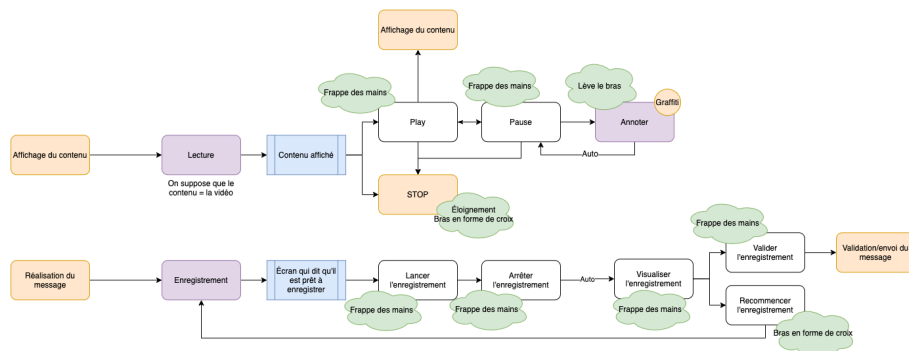 Affichage du contenu
Frappe des mains
Frappe des mains
Lève le bras
Graffiti
Play
Pause
Annoter
Affichage du contenu
Lecture
Contenu affiché
Auto
On suppose que le
contenu = la vidéo
STOP
Éloignement
Bras en forme de croix
Frappe des mains
Réalisation du
message
Enregistrement
Écran qui dit qu'il
est prêt à
enregistrer
Lancer
l'enregistrement
Arrêter
l'enregistrement
Auto
Visualiser
l'enregistrement
Valider
l'enregistrement
Validation/envoi du
message
Frappe des mains
Frappe des mains
Frappe des mains
Recommencer
l'enregistrement
Bras en forme de croix